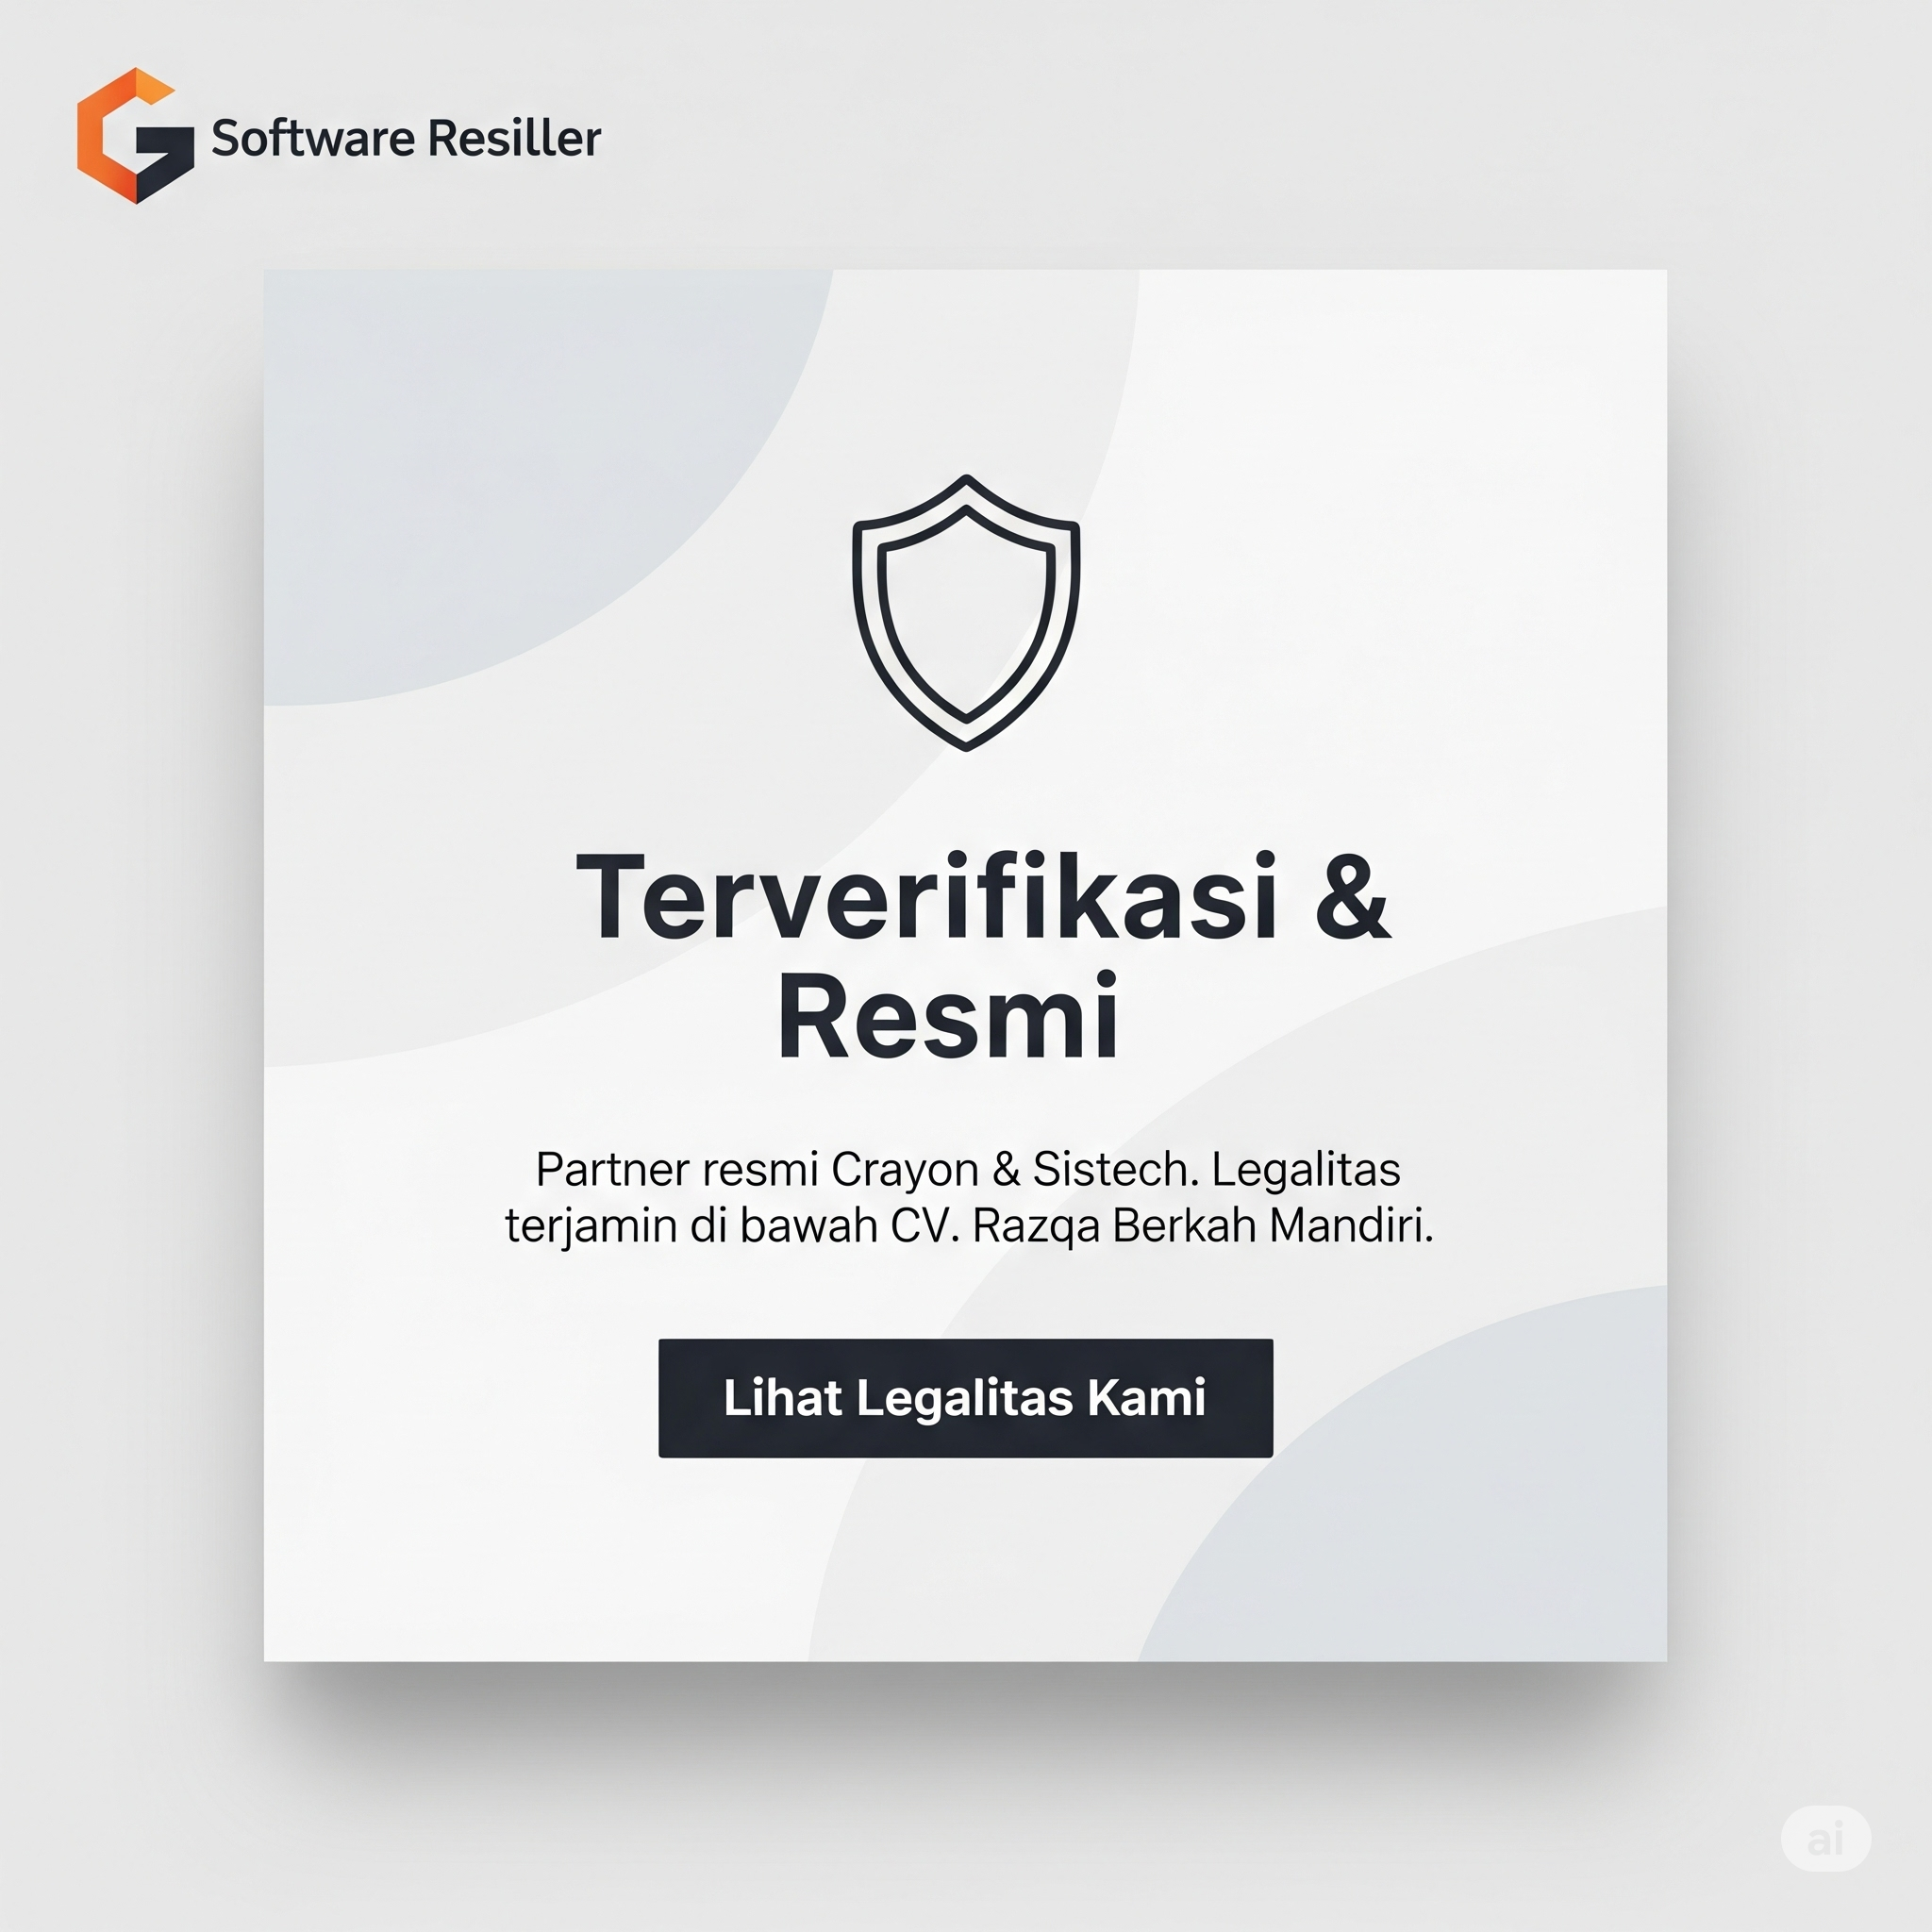 Software Resiller
Terverifikasi &
Resmi
Partner resmi Crayon & Sistech. Legalitas
terjamin di bawah CV. Razqa Berkah Mandiri.
Lihat Legalitas Kami
ai